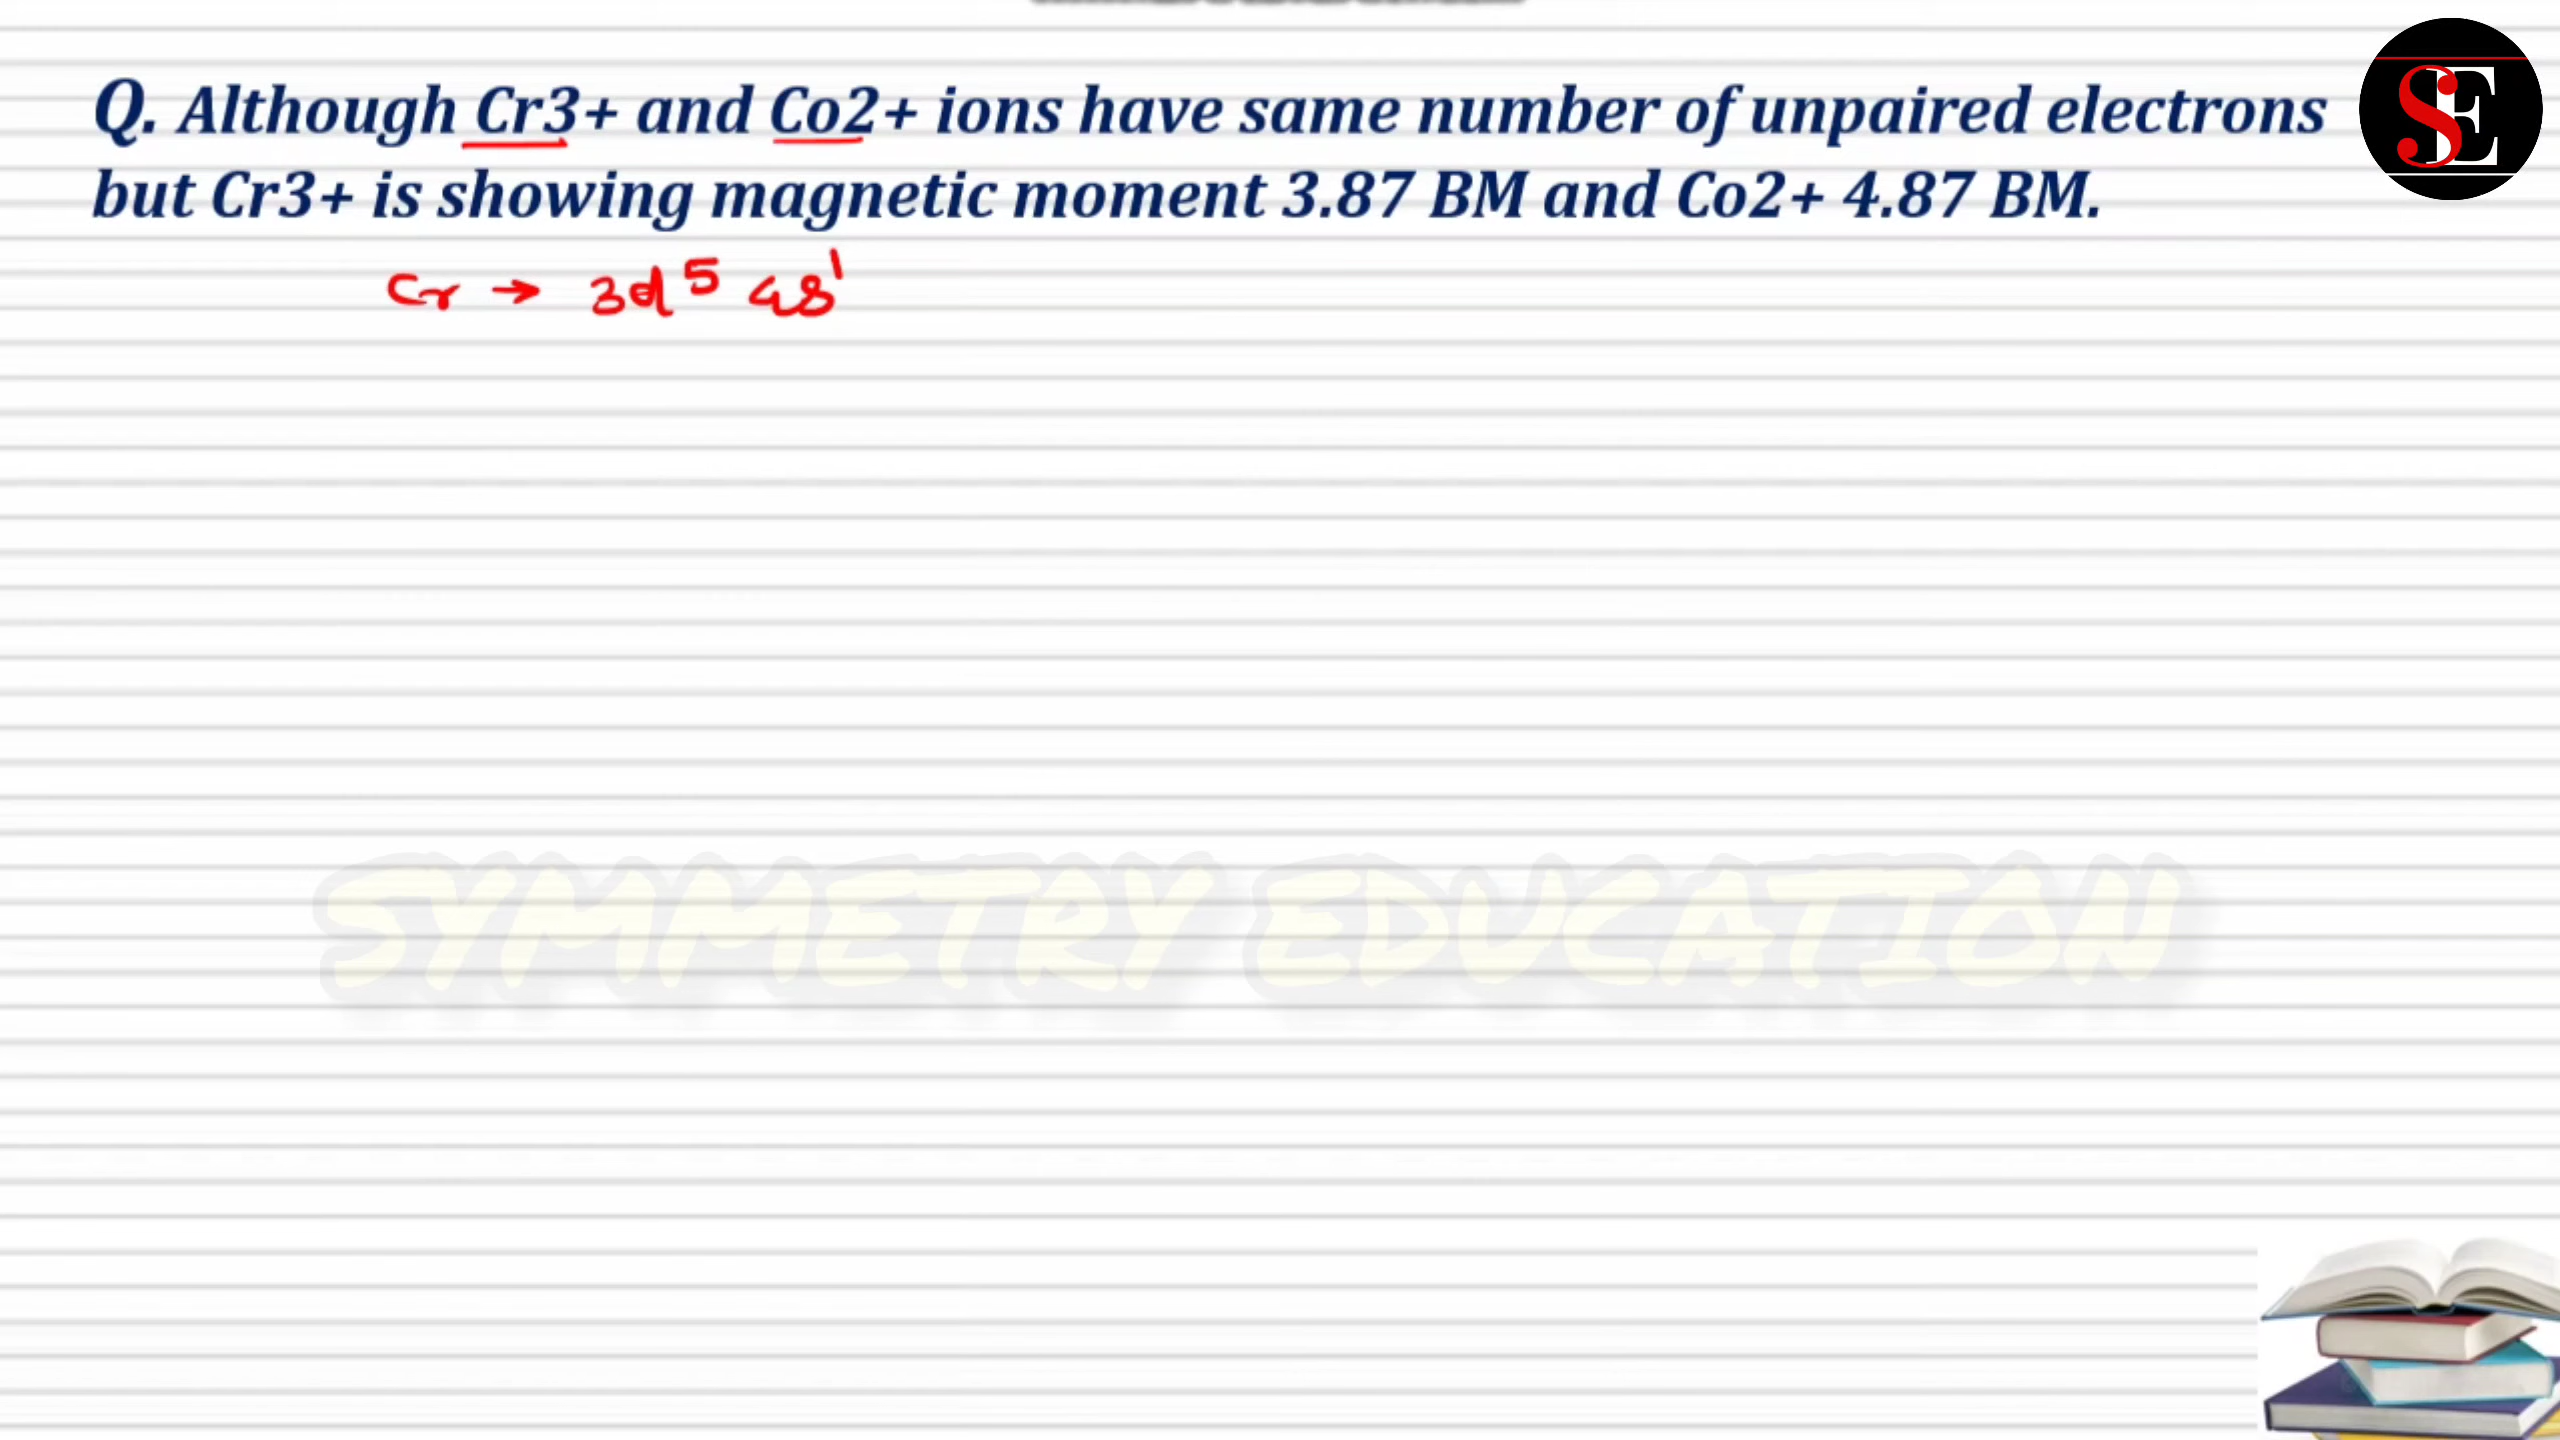 Q. Although Cr3+ and Co2+ ions have same number of unpaired electrons
but Cr3+ is showing magnetic moment 3.87 BM and Co2+ 4.87 BM.
Cr → 3d⁵ 4s¹
SYMMETRY EDUCATION
SE